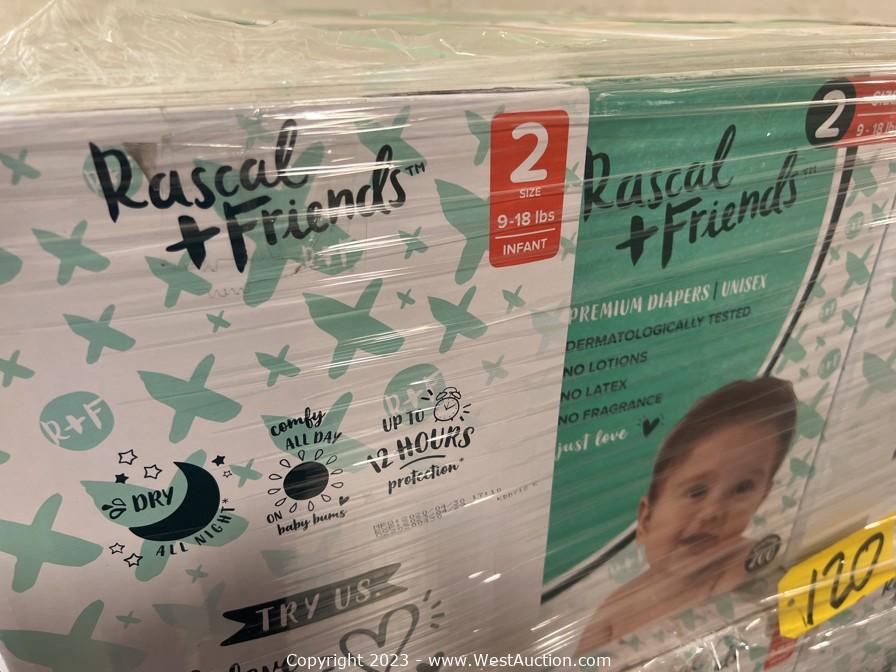 Rascal
+Friends™
2
SIZE
9-18 lbs
INFANT
R+F
R+F
DRY
ALL NIGHT*
comfy
ALL DAY
ON
baby bums
UP TO
12 HOURS
protection*
TRY US.
2
SIZE
9-18 lb
Rascal
+Friends™
PREMIUM DIAPERS | UNISEX
DERMATOLOGICALLY TESTED
NO LOTIONS
NO LATEX
NO FRAGRANCE
just love
120
Copyright 2023 - www.WestAuction.com